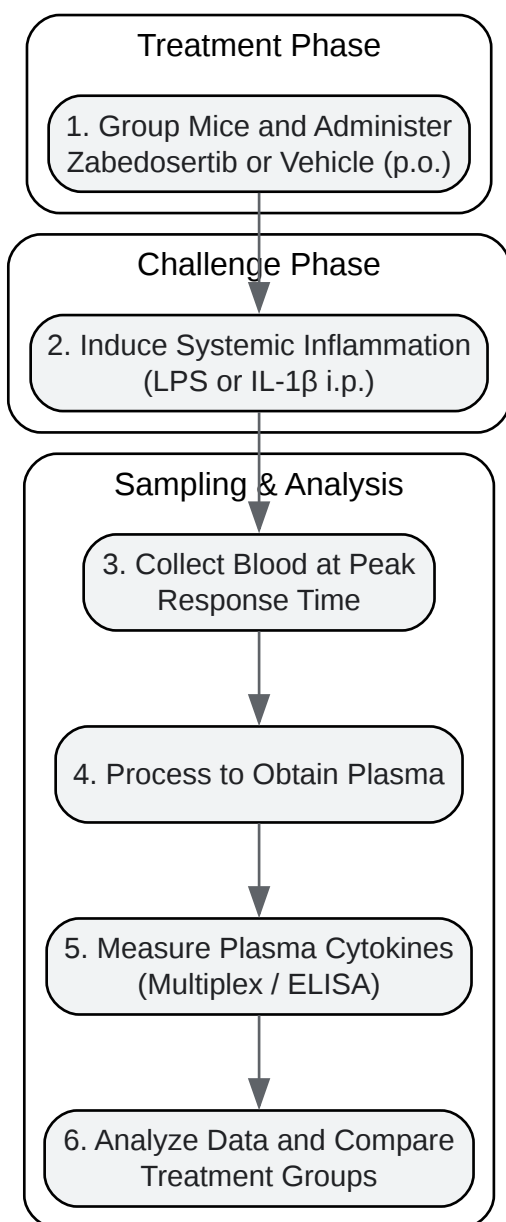 Treatment Phase
1. Group Mice and Administer
Zabedosertib or Vehicle (p.o.)
Challenge Phase
2. Induce Systemic Inflammation
(LPS or IL-1β i.p.)
Sampling & Analysis
3. Collect Blood at Peak
Response Time
4. Process to Obtain Plasma
5. Measure Plasma Cytokines
(Multiplex / ELISA)
6. Analyze Data and Compare
Treatment Groups